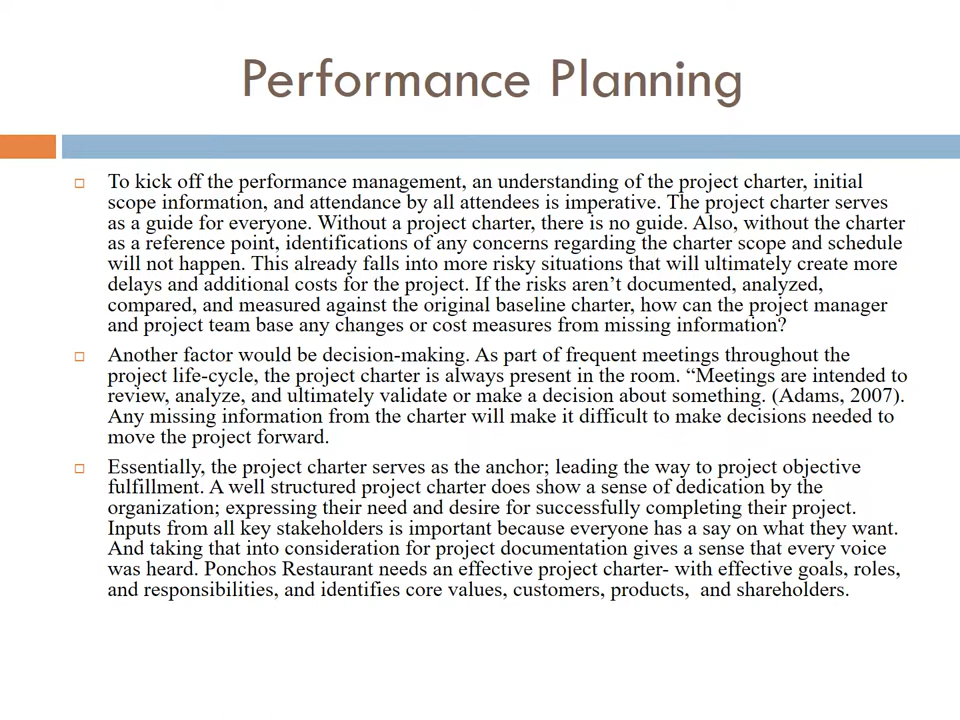 Performance Planning
To kick off the performance management, an understanding of the project charter, initial
scope information, and attendance by all attendees is imperative. The project charter serves
as a guide for everyone. Without a project charter, there is no guide. Also, without the charter
as a reference point, identifications of any concerns regarding the charter scope and schedule
will not happen. This already falls into more risky situations that will ultimately create more
delays and additional costs for the project. If the risks aren’t documented, analyzed,
compared, and measured against the original baseline charter, how can the project manager
and project team base any changes or cost measures from missing information?
Another factor would be decision-making. As part of frequent meetings throughout the
project life-cycle, the project charter is always present in the room. “Meetings are intended to
review, analyze, and ultimately validate or make a decision about something. (Adams, 2007).
Any missing information from the charter will make it difficult to make decisions needed to
move the project forward.
Essentially, the project charter serves as the anchor; leading the way to project objective
fulfillment. A well structured project charter does show a sense of dedication by the
organization; expressing their need and desire for successfully completing their project.
Inputs from all key stakeholders is important because everyone has a say on what they want.
And taking that into consideration for project documentation gives a sense that every voice
was heard. Ponchos Restaurant needs an effective project charter- with effective goals, roles,
and responsibilities, and identifies core values, customers, products,  and shareholders.